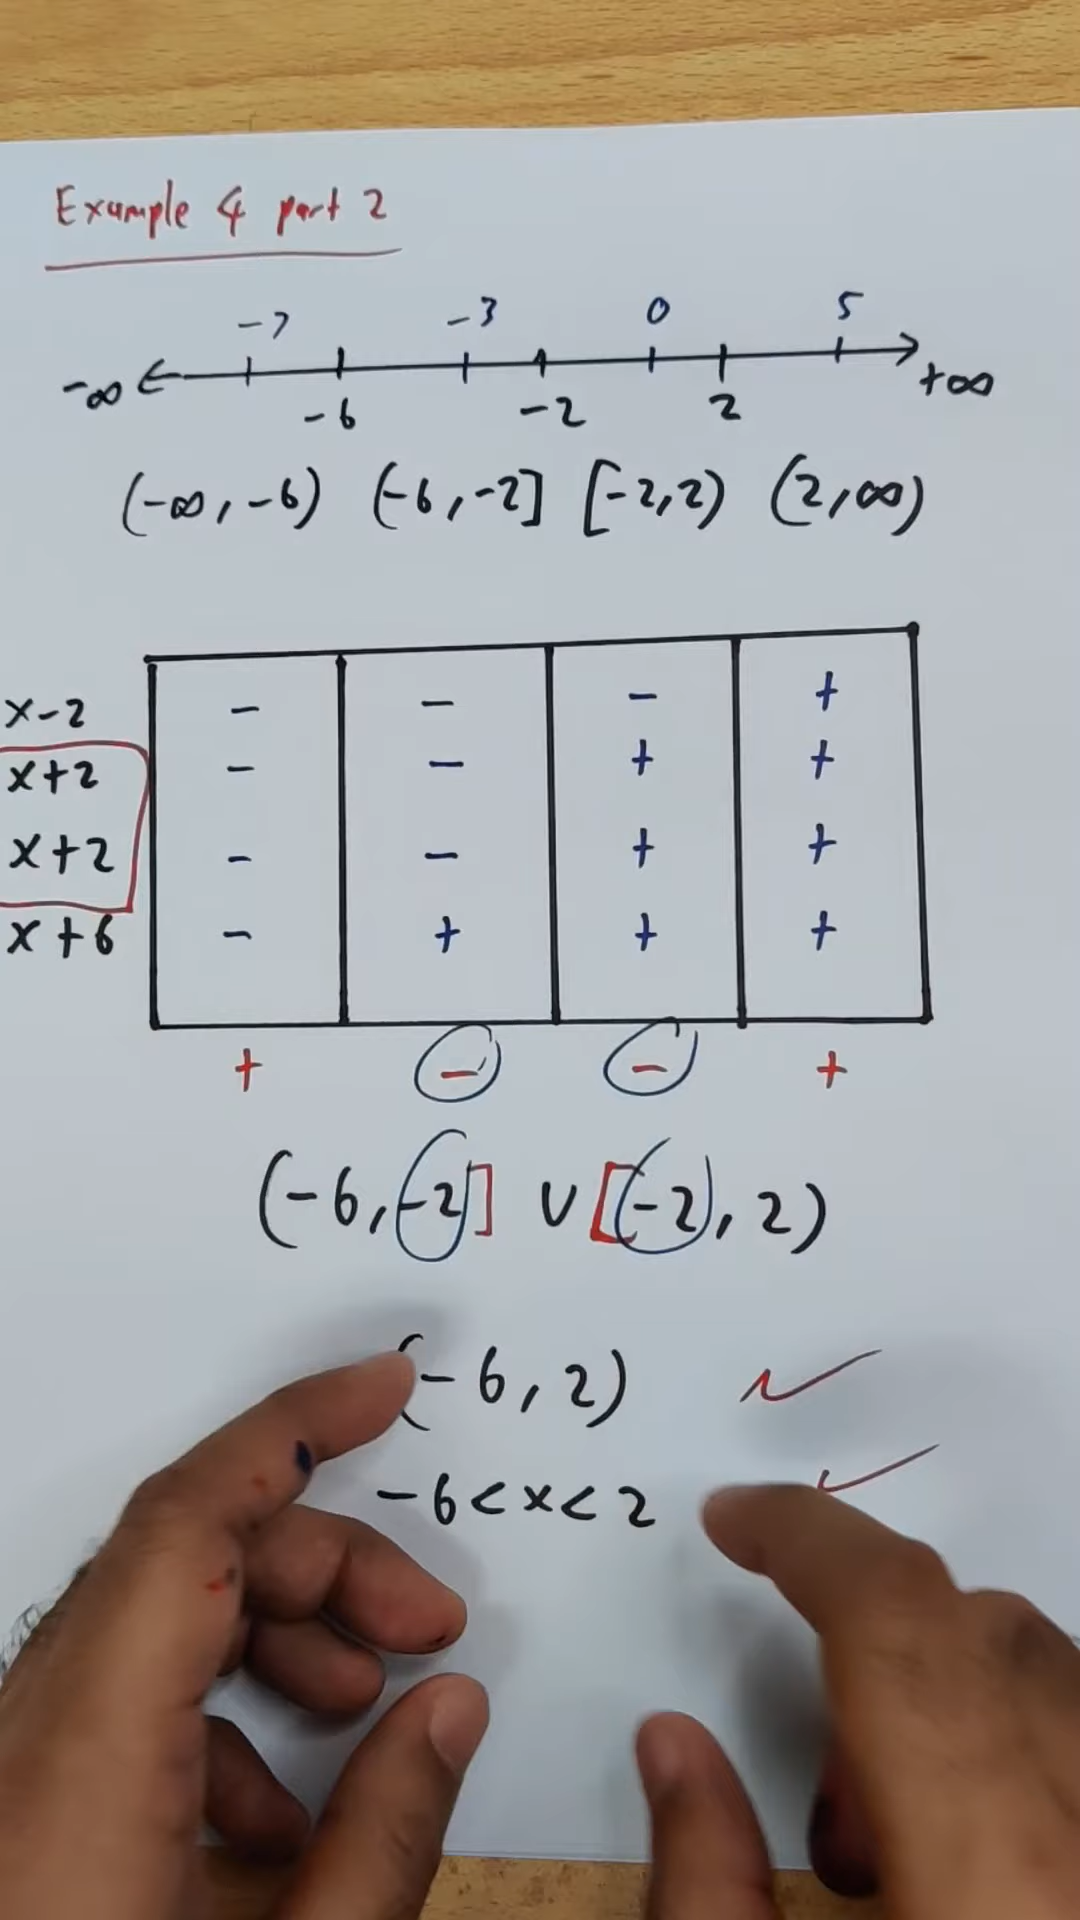 Example 4 part 2
-7 -3 0 5
-∞ +∞
-6 -2 2
(-∞, -6) (-6, -2] [-2, 2) (2, ∞)
x-2 - - - +
x+2 - - + +
x+2 - - + +
x+6 - + + +
+ - - +
(-6, -2] ∪ [-2, 2)
(-6, 2) ✓
-6 < x < 2 ✓